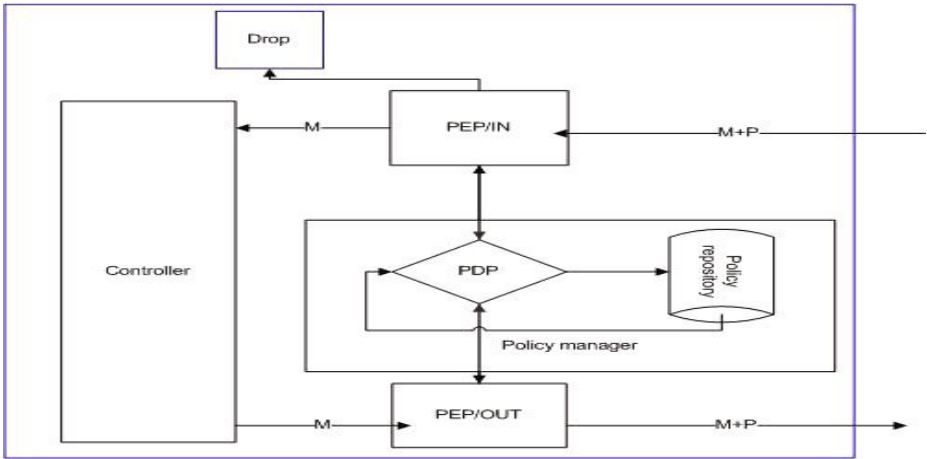 Drop
M
PEP/IN
M+P
Controller
PDP
Policy
repository
Policy manager
M
PEP/OUT
M+P